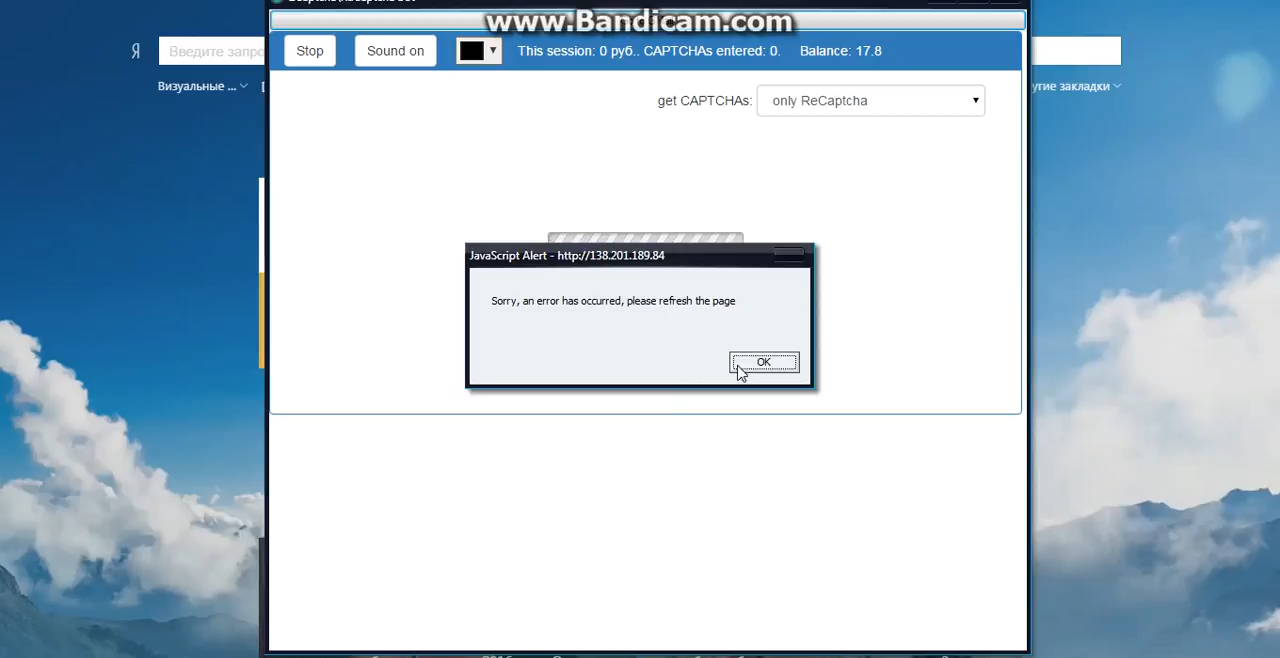 www.Bandicam.com
Я
Введите запро
Stop
Sound on
This session: 0 руб.. CAPTCHAs entered: 0.
Balance: 17.8
Визуальные ...
get CAPTCHAs:
only ReCaptcha
JavaScript Alert - http://138.201.189.84
Sorry, an error has occurred, please refresh the page
OK